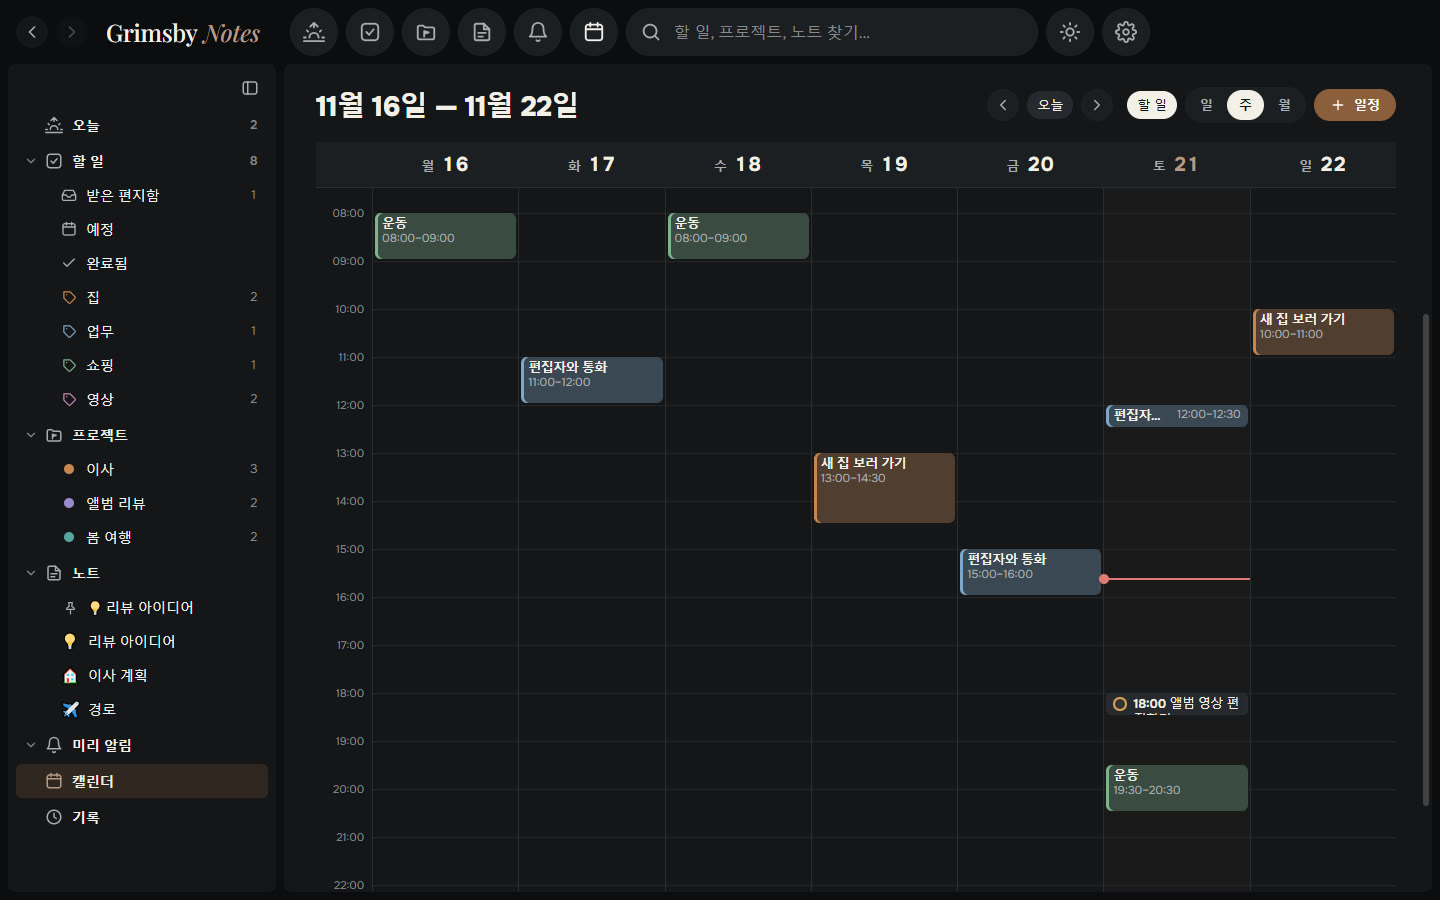 Grimsby Notes
할 일, 프로젝트, 노트 찾기...
오늘 2
할 일 8
받은 편지함 1
예정
완료됨
집 2
업무 1
쇼핑 1
영상 2
프로젝트
이사 3
앨범 리뷰 2
봄 여행 2
노트
리뷰 아이디어
리뷰 아이디어
이사 계획
경로
미리 알림
캘린더
기록
11월 16일 – 11월 22일
오늘
할 일
일 주 월
+ 일정
월 16 화 17 수 18 목 19 금 20 토 21 일 22
08:00
09:00
10:00
11:00
12:00
13:00
14:00
15:00
16:00
17:00
18:00
19:00
20:00
21:00
22:00
운동
08:00–09:00
편집자와 통화
11:00–12:00
운동
08:00–09:00
새 집 보러 가기
13:00–14:30
편집자와 통화
15:00–16:00
편집자... 12:00–12:30
18:00 앨범 영상 편
운동
19:30–20:30
새 집 보러 가기
10:00–11:00